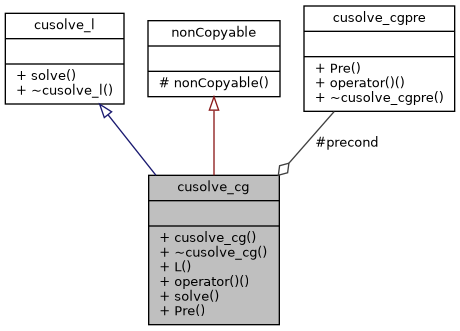 cusolve_l
+ solve()
+ ~cusolve_l()
nonCopyable
# nonCopyable()
cusolve_cgpre
+ Pre()
+ operator()()
+ ~cusolve_cgpre()
#precond
cusolve_cg
+ cusolve_cg()
+ ~cusolve_cg()
+ L()
+ operator()()
+ solve()
+ Pre()